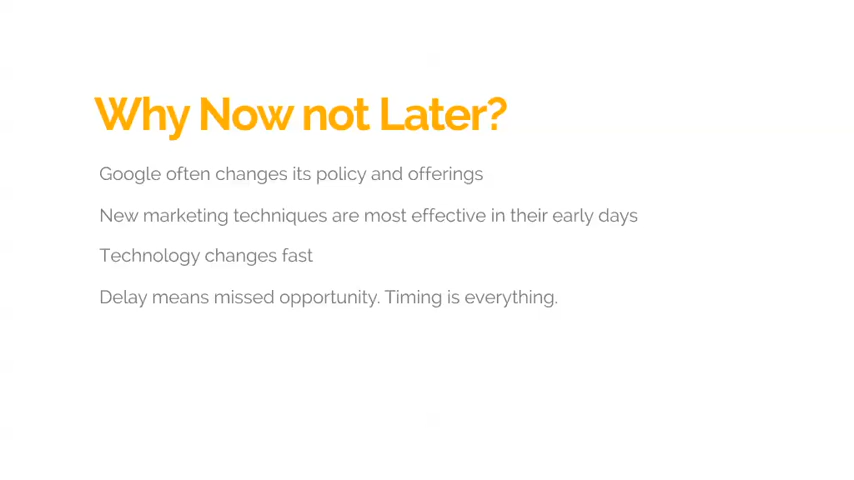 Why Now not Later?
Google often changes its policy and offerings
New marketing techniques are most effective in their early days
Technology changes fast
Delay means missed opportunity. Timing is everything.